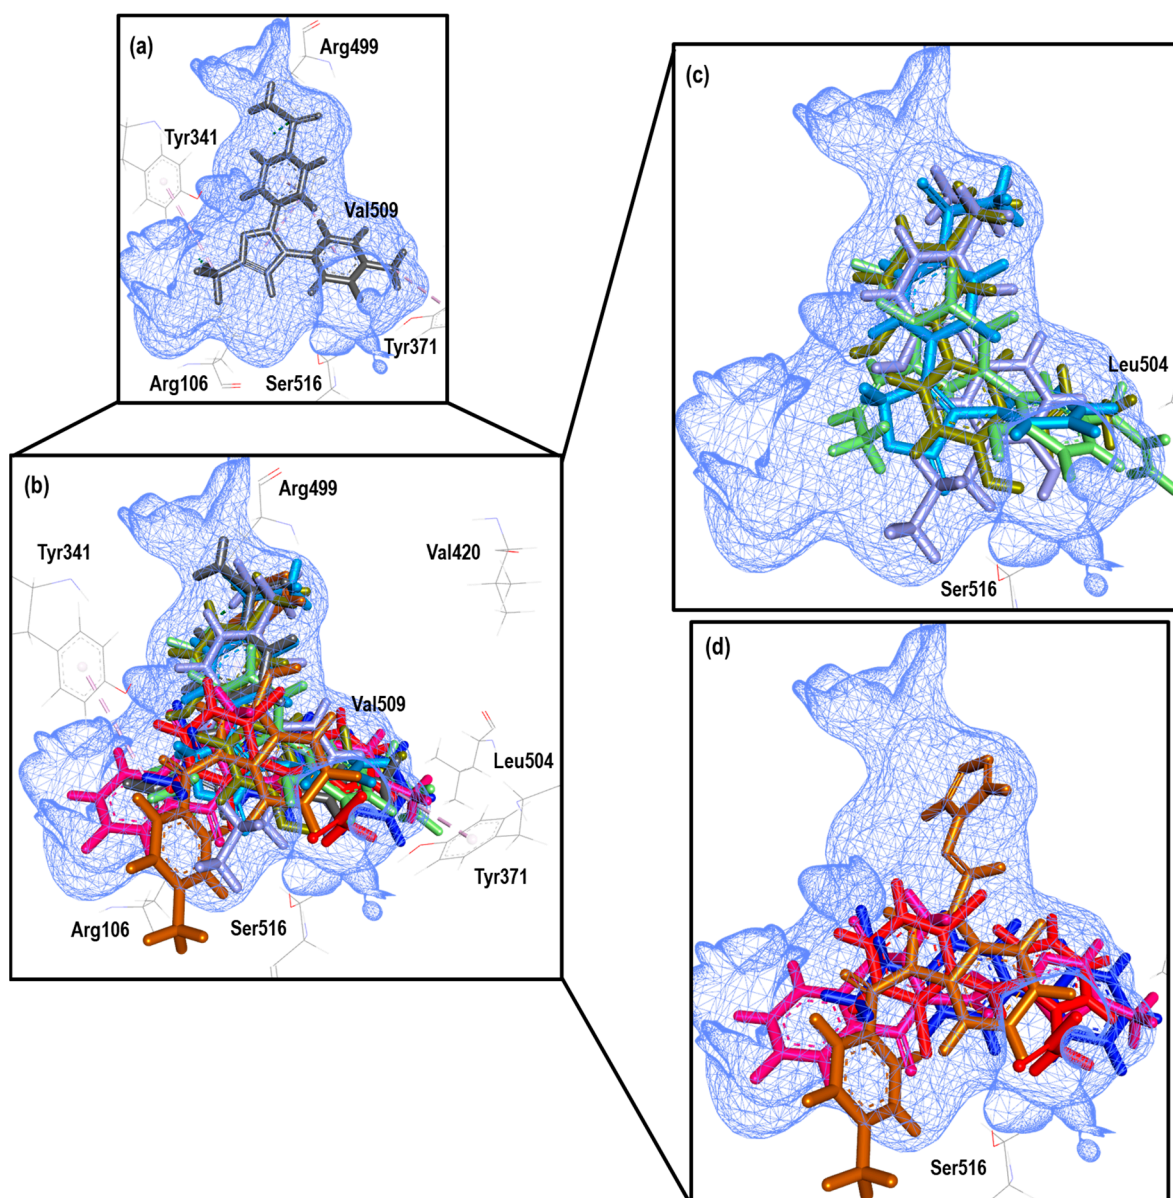 (a)
Arg499
Tyr341
Val509
Tyr371
Arg106
Ser516
(b)
Arg499
Tyr341
Val420
Val509
Leu504
Tyr371
Arg106
Ser516
(c)
Leu504
Ser516
(d)
Ser516